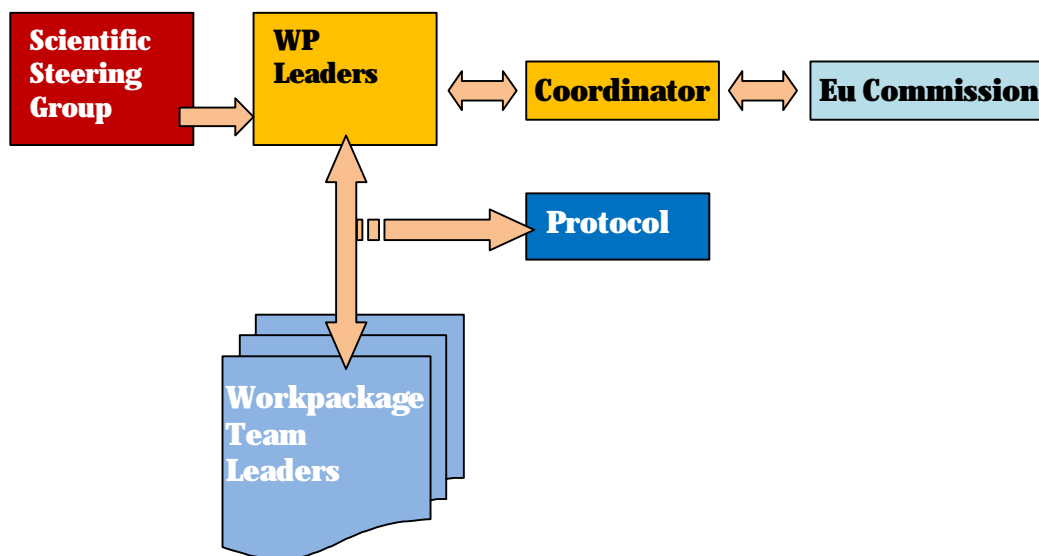 Scientific
Steering
Group
WP
Leaders
Coordinator
Eu Commission
Protocol
Workpackage
Team
Leaders